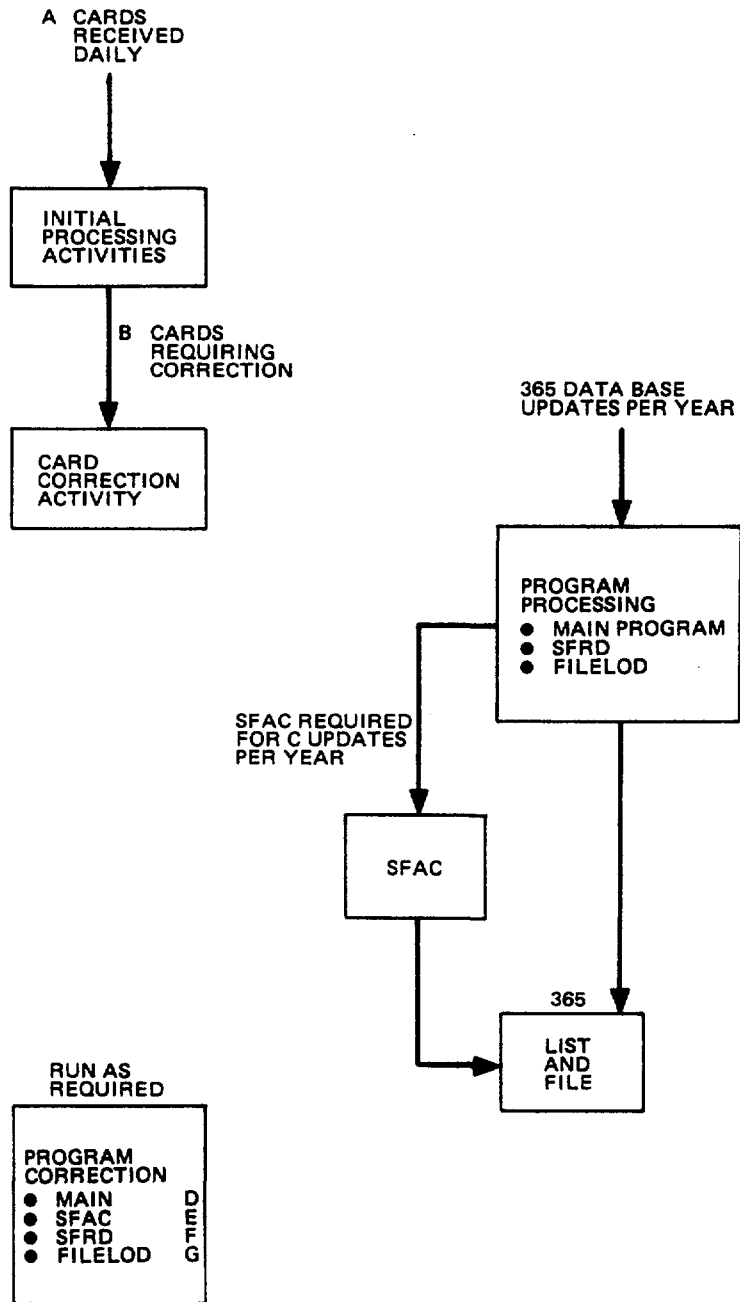 A CARDS
RECEIVED
DAILY
INITIAL
PROCESSING
ACTIVITIES
B CARDS
REQUIRING
CORRECTION
CARD
CORRECTION
ACTIVITY
365 DATA BASE
UPDATES PER YEAR
PROGRAM
PROCESSING
● MAIN PROGRAM
● SFRD
● FILELOD
SFAC REQUIRED
FOR C UPDATES
PER YEAR
SFAC
365
LIST
AND
FILE
RUN AS
REQUIRED
PROGRAM
CORRECTION
● MAIN D
● SFAC E
● SFRD F
● FILELOD G